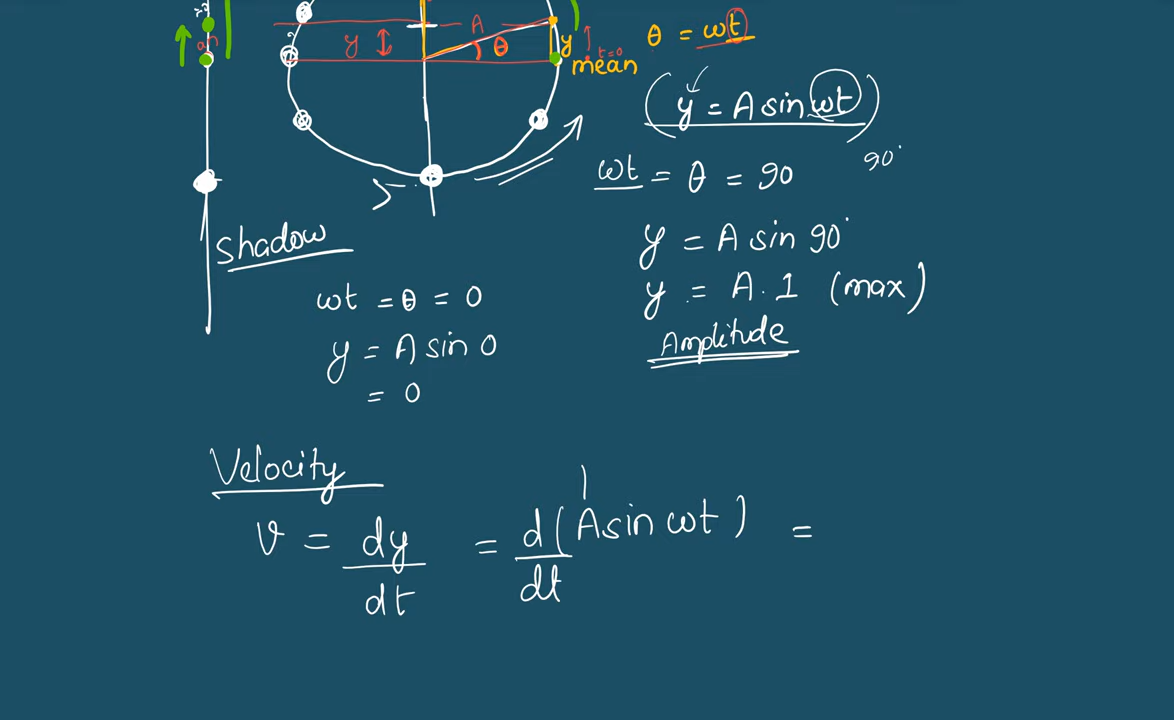 A
θ = ωt
y
θ
y
t=0
mean
y = A sin ωt
90°
ωt = θ = 90
y = A sin 90°
y = A . 1 (max)
Amplitude
Shadow
ωt = θ = 0
y = A sin 0
= 0
Velocity
v = dy/dt = d/dt (A sin ωt) =